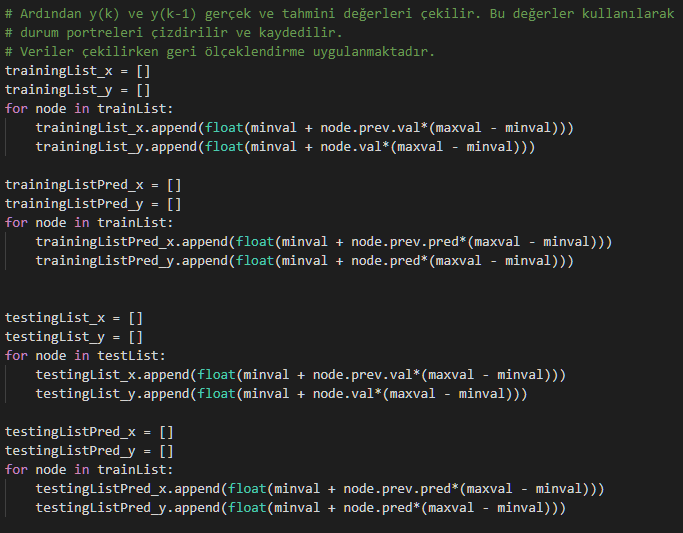 # Ardından y(k) ve y(k-1) gerçek ve tahmini değerleri çekilir. Bu değerler kullanılarak
# durum portreleri çizdirilir ve kaydedilir.
# Veriler çekilirken geri ölçeklendirme uygulanmaktadır.
trainingList_x = []
trainingList_y = []
for node in trainList:
    trainingList_x.append(float(minval + node.prev.val*(maxval - minval)))
    trainingList_y.append(float(minval + node.val*(maxval - minval)))

trainingListPred_x = []
trainingListPred_y = []
for node in trainList:
    trainingListPred_x.append(float(minval + node.prev.pred*(maxval - minval)))
    trainingListPred_y.append(float(minval + node.pred*(maxval - minval)))


testingList_x = []
testingList_y = []
for node in testList:
    testingList_x.append(float(minval + node.prev.val*(maxval - minval)))
    testingList_y.append(float(minval + node.val*(maxval - minval)))

testingListPred_x = []
testingListPred_y = []
for node in trainList:
    testingListPred_x.append(float(minval + node.prev.pred*(maxval - minval)))
    testingListPred_y.append(float(minval + node.pred*(maxval - minval)))